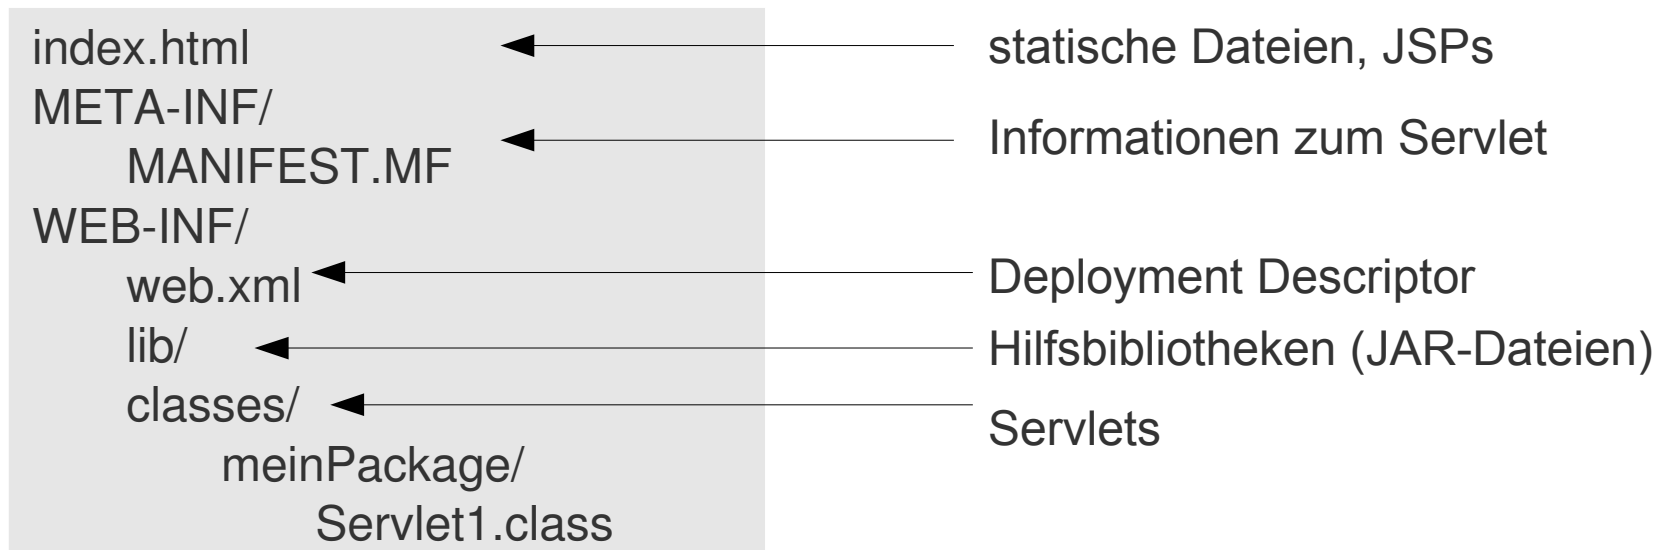 index.html
statische Dateien, JSPs
META-INF/
Informationen zum Servlet
MANIFEST.MF
WEB-INF/
web.xml
Deployment Descriptor
lib/
Hilfsbibliotheken (JAR-Dateien)
classes/
Servlets
meinPackage/
Servlet1.class